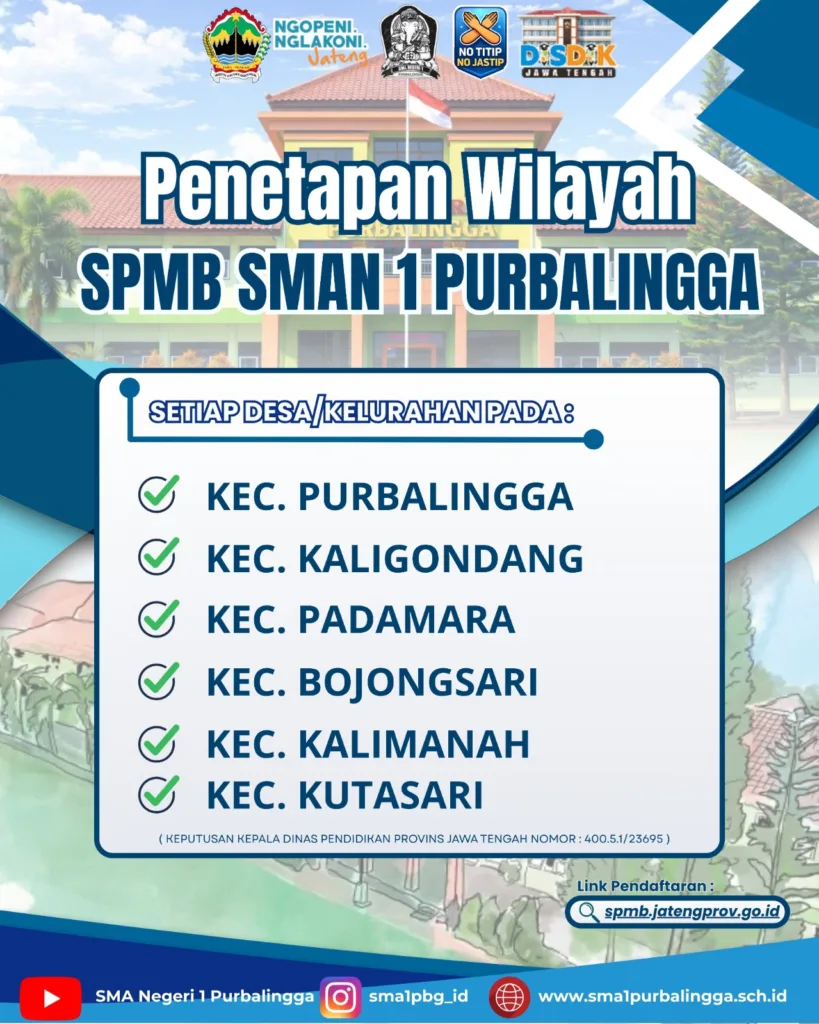 NGOPENI.
NGLAKONI.
Jateng
NO TITIP
NO JASTIP
DISDIK
JAWA TENGAH
Penetapan Wilayah
PURBALINGGA
SPMB SMAN 1 PURBALINGGA
SETIAP DESA/KELURAHAN PADA :
KEC. PURBALINGGA
KEC. KALIGONDANG
KEC. PADAMARA
KEC. BOJONGSARI
KEC. KALIMANAH
KEC. KUTASARI
( KEPUTUSAN KEPALA DINAS PENDIDIKAN PROVINS JAWA TENGAH NOMOR : 400.5.1/23695 )
Link Pendaftaran :
spmb.jatengprov.go.id
SMA Negeri 1 Purbalingga
sma1pbg_id
www.sma1purbalingga.sch.id